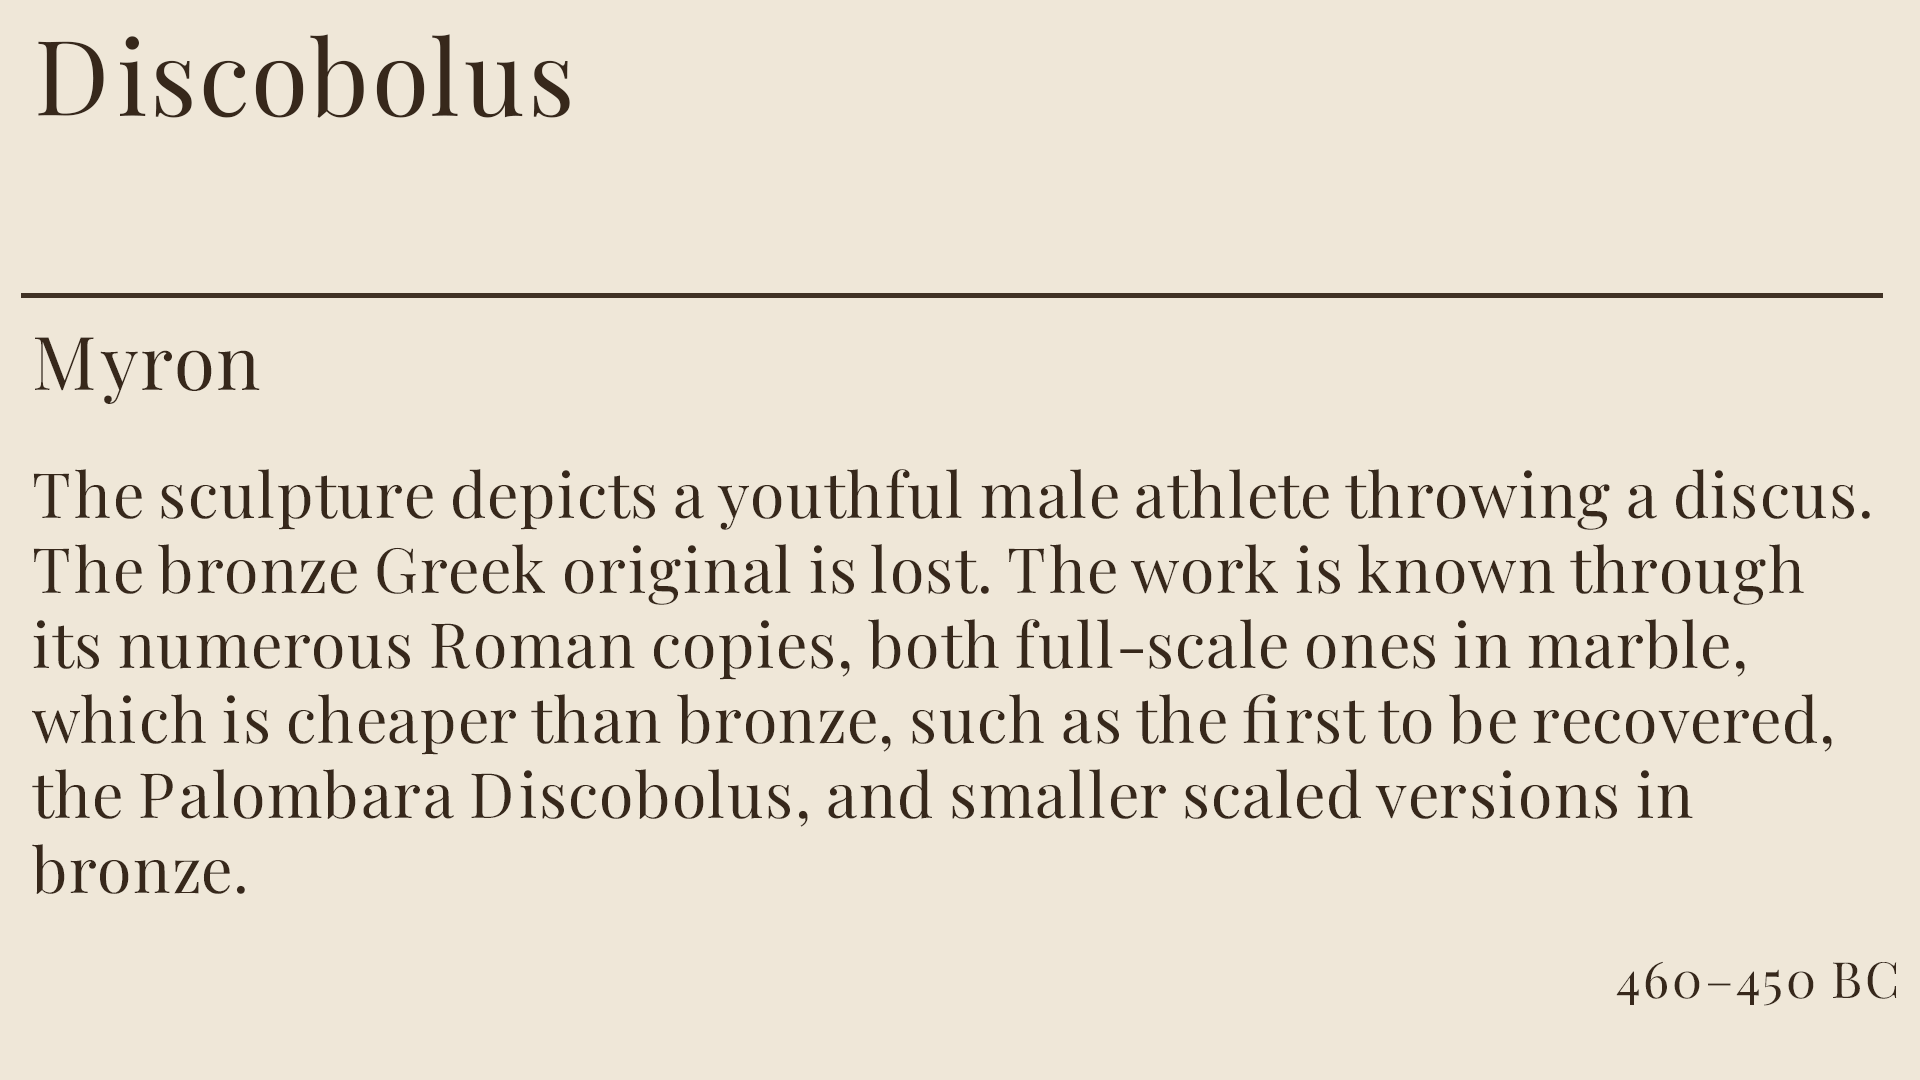 Discobolus
Myron
The sculpture depicts a youthful male athlete throwing a discus.
The bronze Greek original is lost. The work is known through
its numerous Roman copies, both full-scale ones in marble,
which is cheaper than bronze, such as the first to be recovered,
the Palombara Discobolus, and smaller scaled versions in
bronze.
460–450 BC